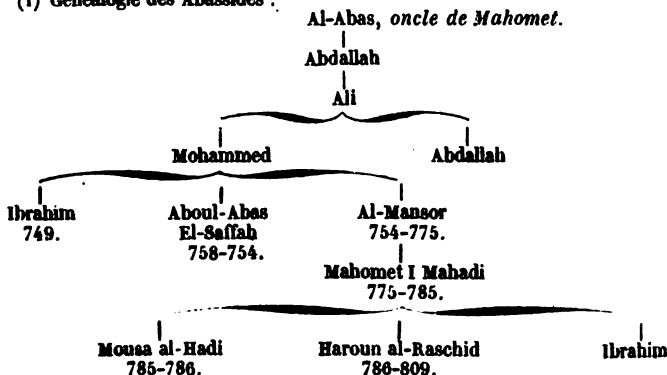 (1) Généalogie des Abassides :
Al-Abas, oncle de Mahomet.
Abdallah
Ali
Mohammed Abdallah
Ibrahim Aboul-Abas Al-Mansor
749. El-Saffah 754-775.
758-754.
Mahomet I Mahadi
775-785.
Mousa al-Hadi Haroun al-Raschid Ibrahim
785-786. 786-809.